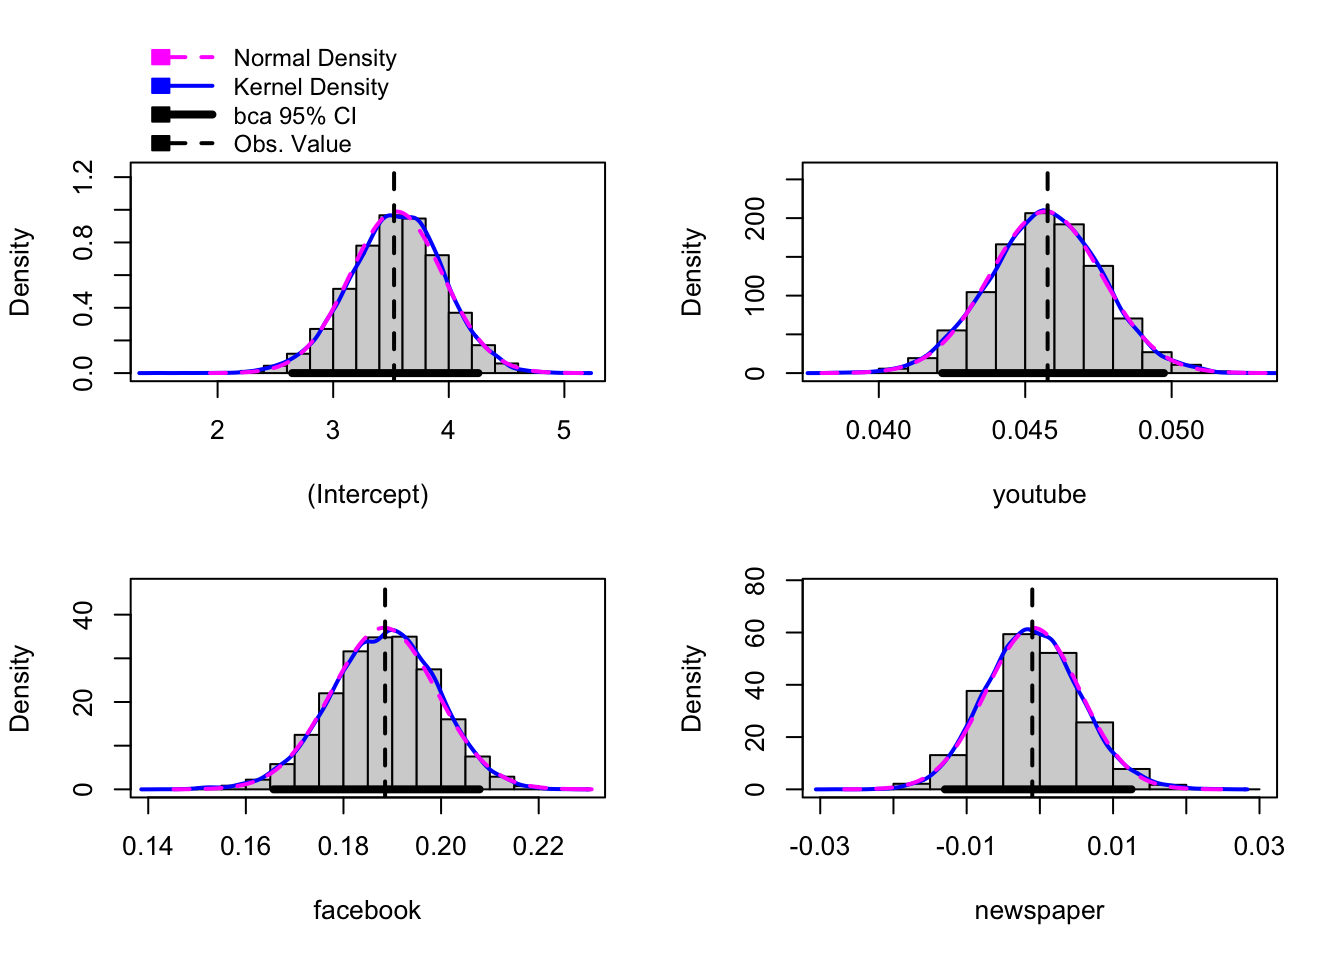 Normal Density
Kernel Density
bca 95% CI
Obs. Value
Density
0.0 0.4 0.8 1.2
2 3 4 5
(Intercept)
Density
0 100 200
0.040 0.045 0.050
youtube
Density
0 20 40
0.14 0.16 0.18 0.20 0.22
facebook
Density
0 20 40 60 80
-0.03 -0.01 0.01 0.03
newspaper